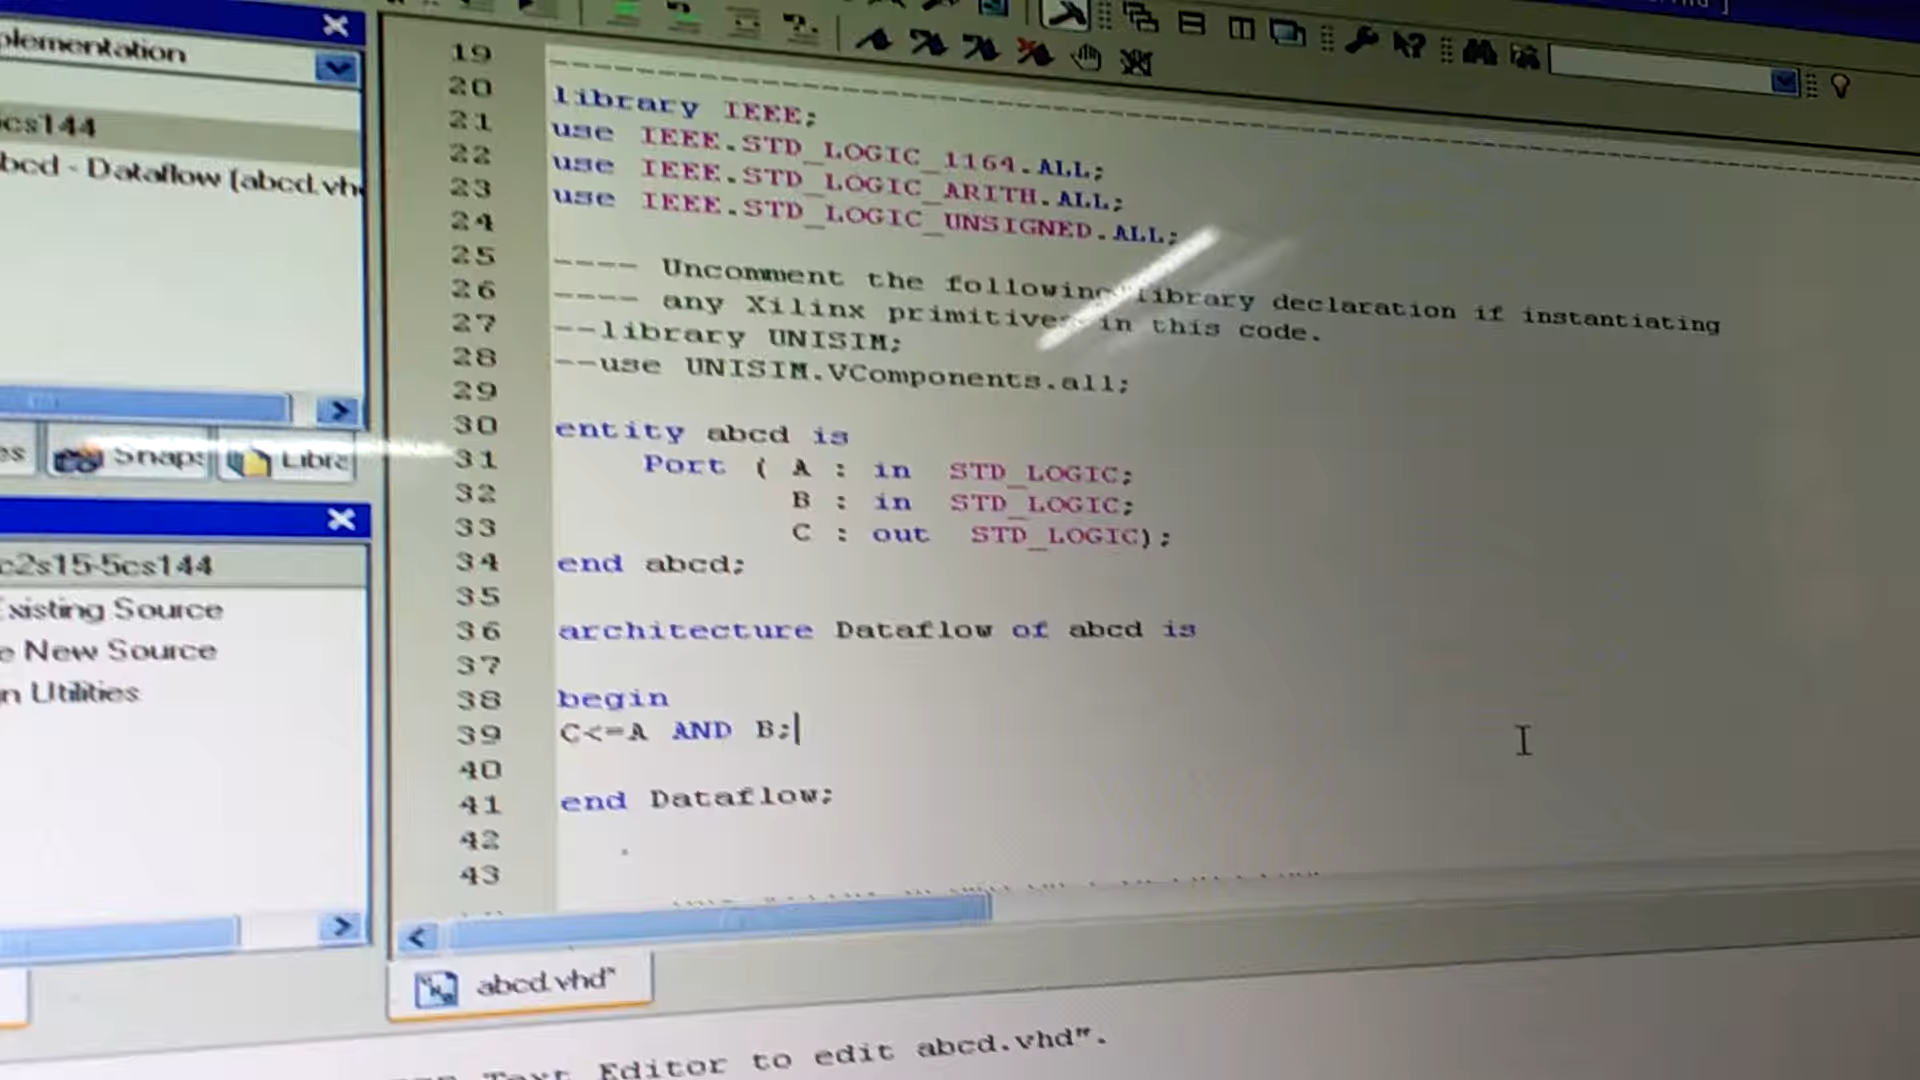 plementation
cs144
bcd - Dataflow (abcd.vh
es Snaps Libra
c2s15-5cs144
Existing Source
e New Source
n Utilities
19 --------------------------------
20 library IEEE;
21 use IEEE.STD_LOGIC_1164.ALL;
22 use IEEE.STD_LOGIC_ARITH.ALL;
23 use IEEE.STD_LOGIC_UNSIGNED.ALL;
24
25 ---- Uncomment the following library declaration if instantiating
26 ---- any Xilinx primitives in this code.
27 --library UNISIM;
28 --use UNISIM.VComponents.all;
29
30 entity abcd is
31 Port ( A : in STD_LOGIC;
32 B : in STD_LOGIC;
33 C : out STD_LOGIC);
34 end abcd;
35
36 architecture Dataflow of abcd is
37
38 begin
39 C<=A AND B;
40
41 end Dataflow;
42
43
abcd.vhd*
Text Editor to edit abcd.vhd".